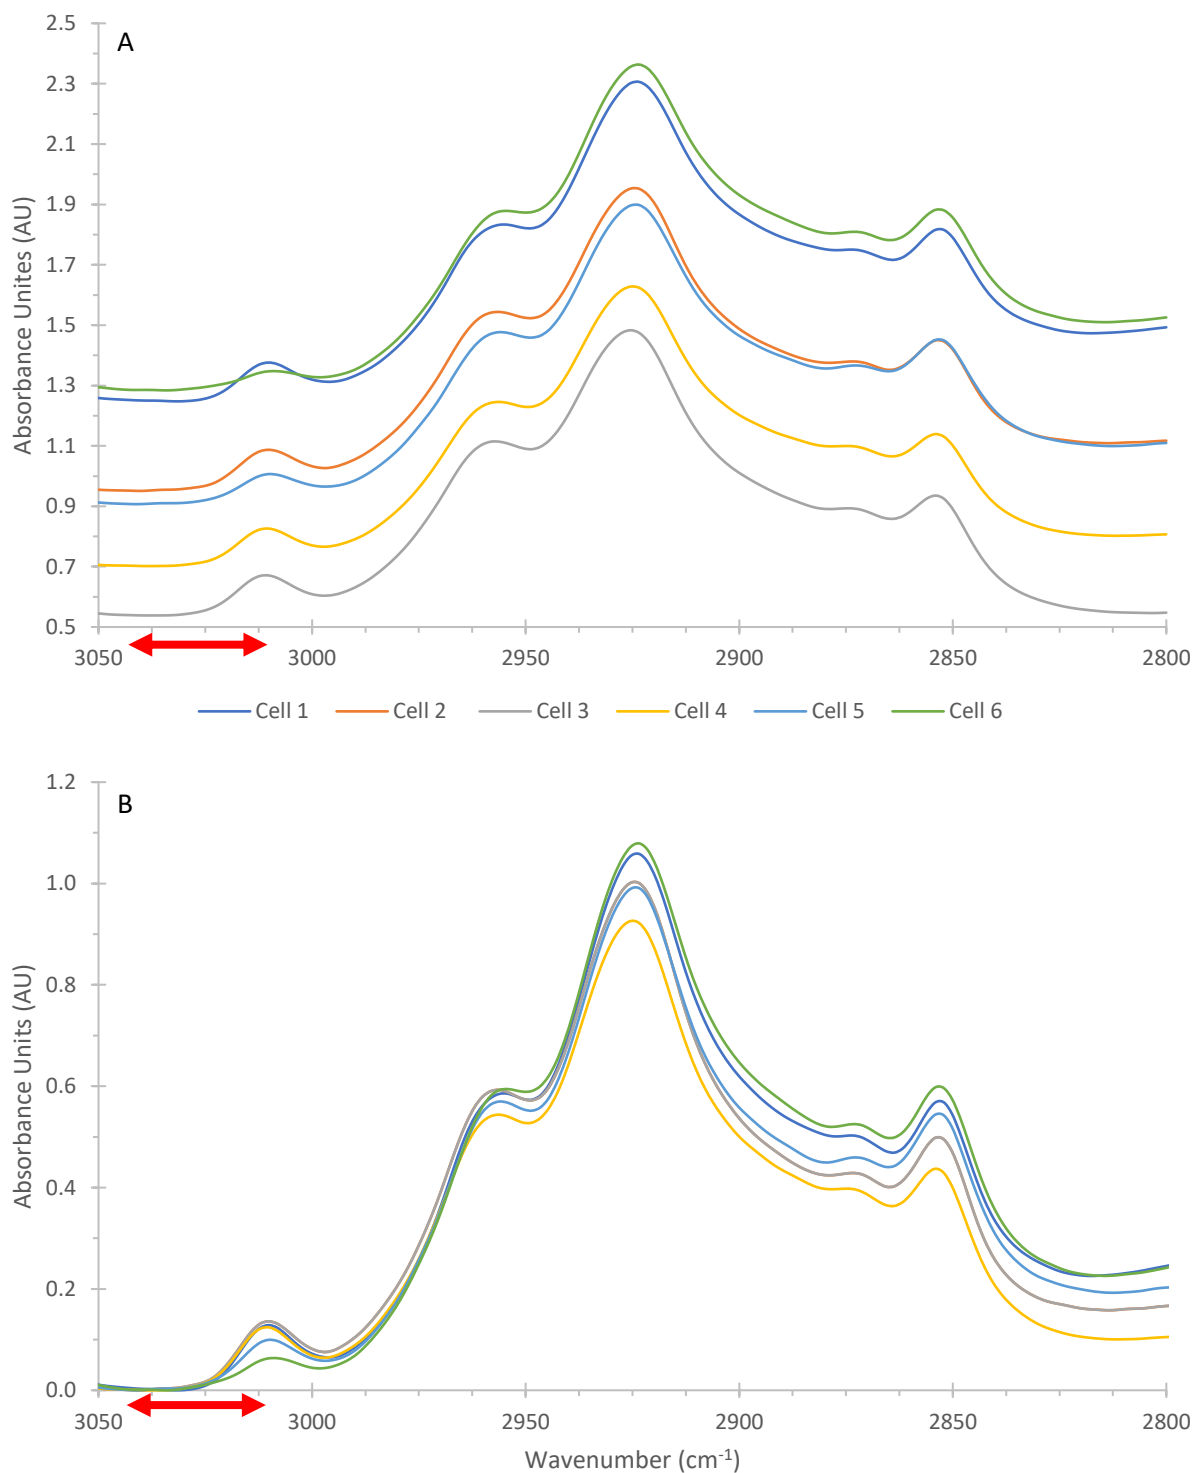 A
2.5
2.3
2.1
1.9
1.7
1.5
1.3
1.1
0.9
0.7
0.5
Absorbance Unites (AU)
3050 3000 2950 2900 2850 2800
Cell 1 Cell 2 Cell 3 Cell 4 Cell 5 Cell 6
B
1.2
1.0
0.8
0.6
0.4
0.2
0.0
Absorbance Units (AU)
3050 3000 2950 2900 2850 2800
Wavenumber (cm⁻¹)